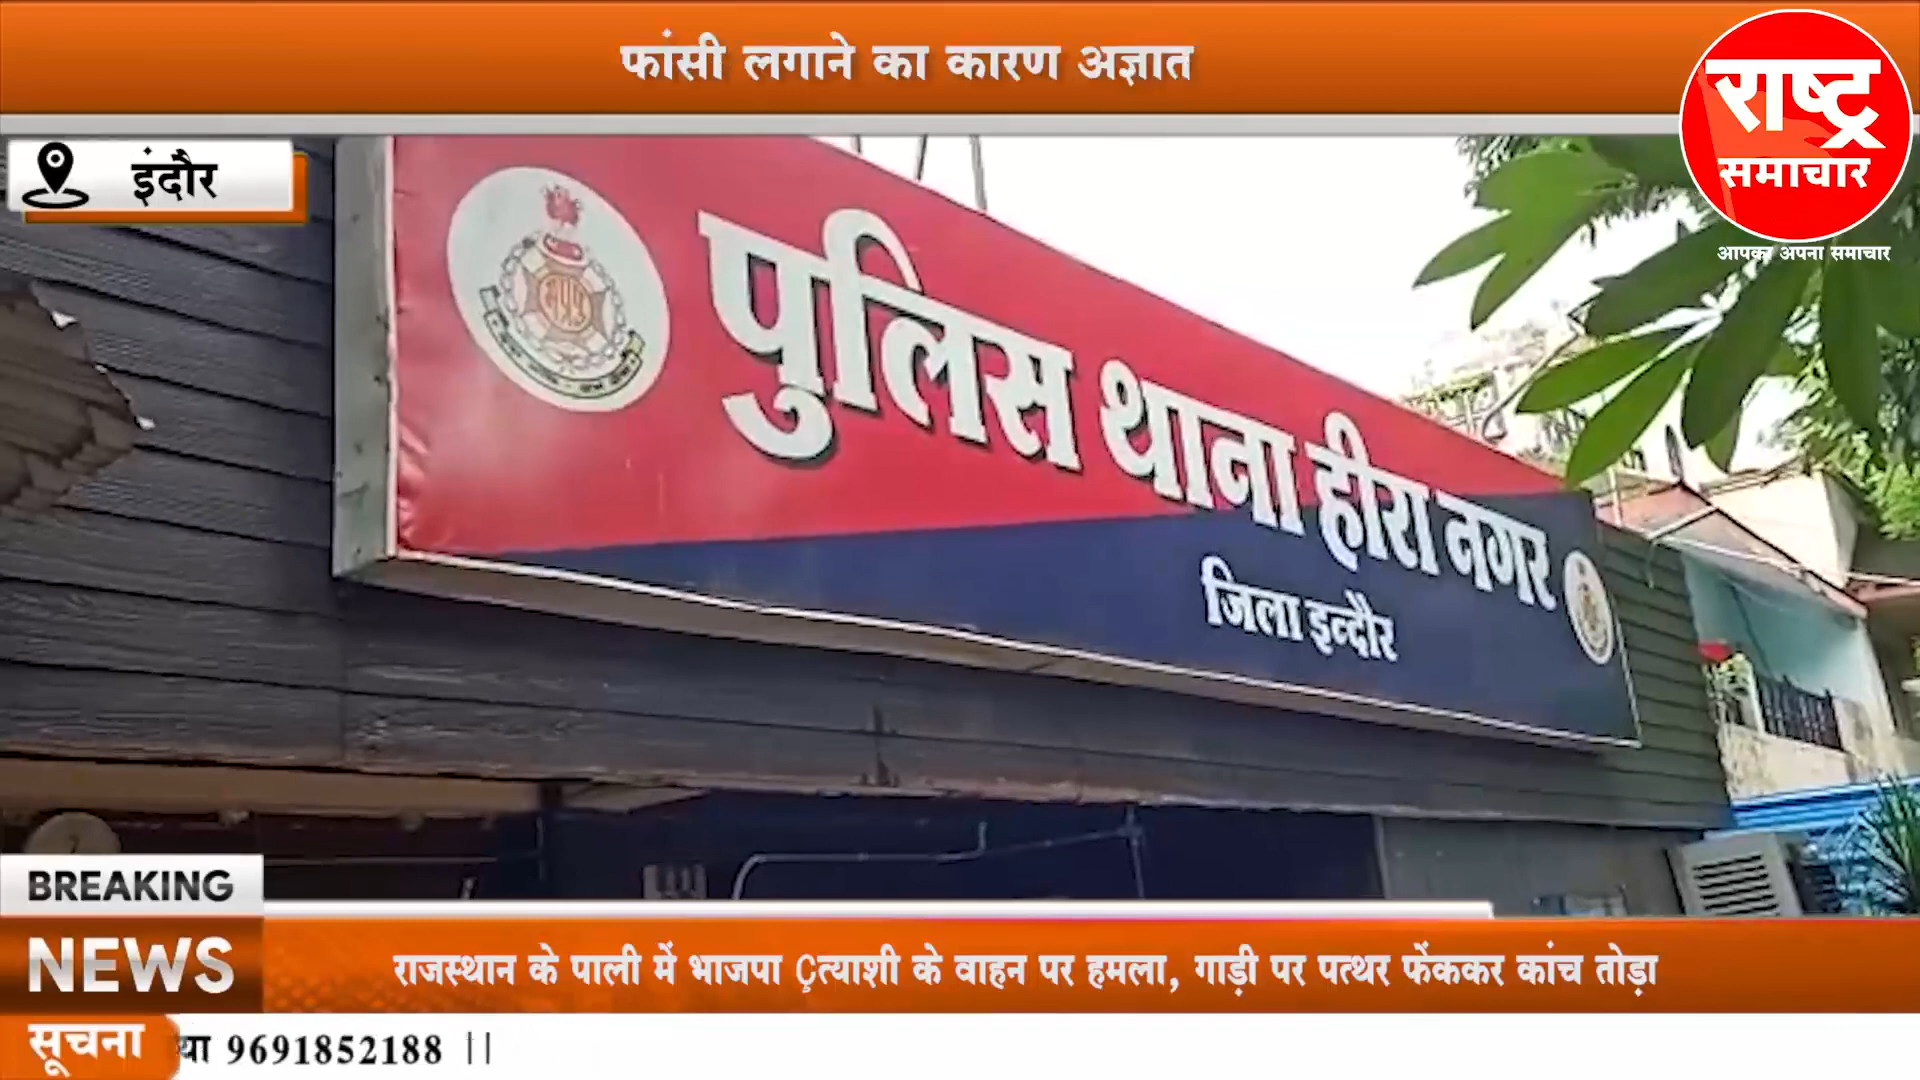 फांसी लगाने का कारण अज्ञात
राष्ट्र
समाचार
आपका अपना समाचार
इंदौर
पुलिस थाना हीरा नगर
जिला इन्दौर
BREAKING
NEWS
राजस्थान के पाली में भाजपा Çत्याशी के वाहन पर हमला, गाड़ी पर पत्थर फेंककर कांच तोड़ा
सूचना
या 9691852188 ||